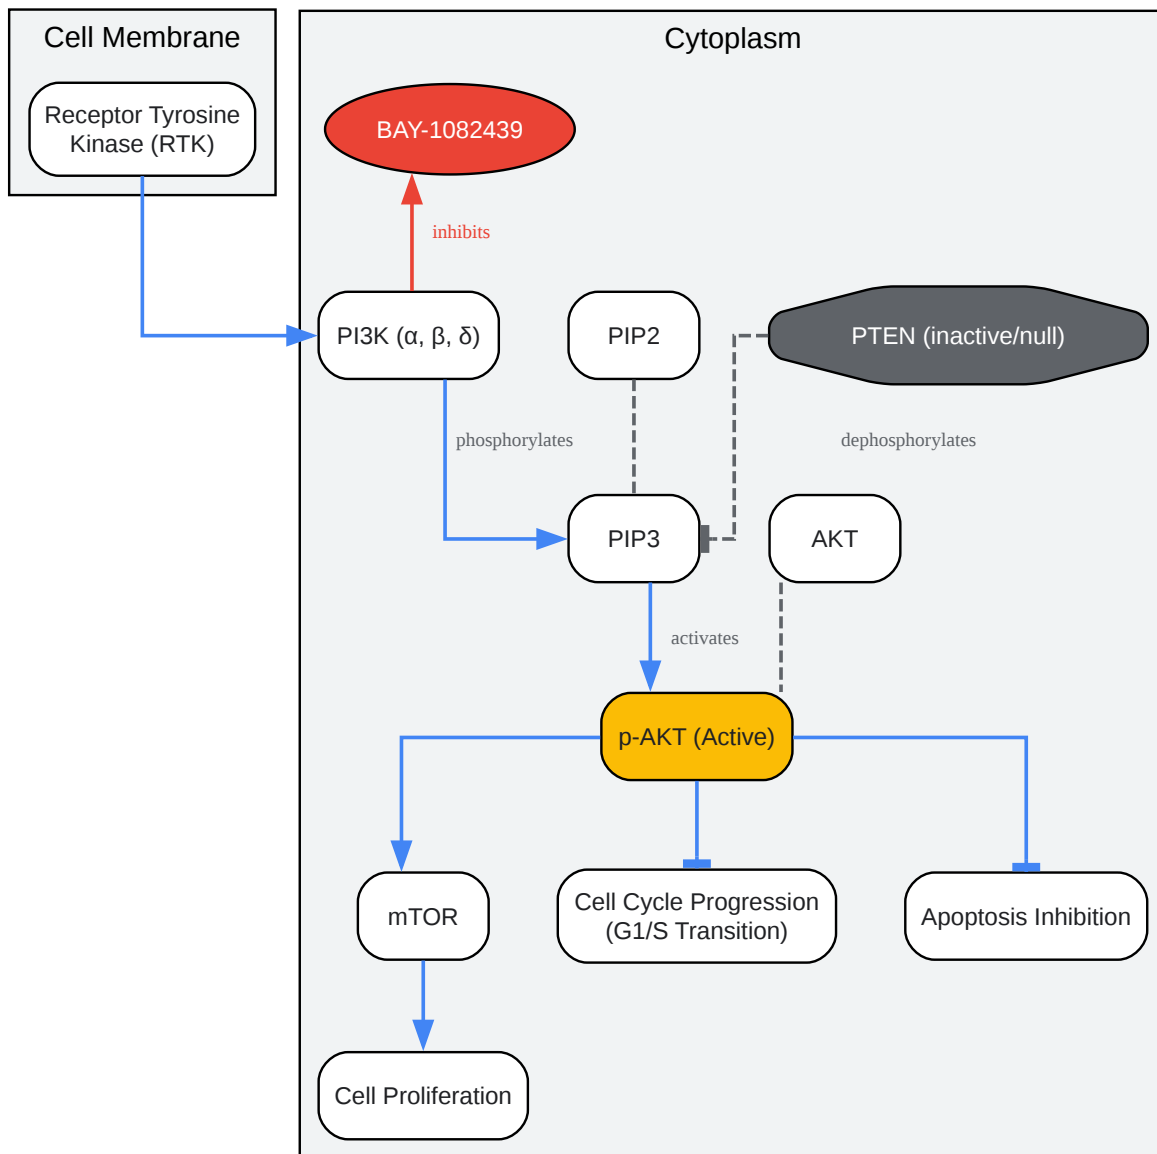 Cell Membrane
Cytoplasm
Receptor Tyrosine
Kinase (RTK)
BAY-1082439
inhibits
PI3K (α, β, δ)
PIP2
PTEN (inactive/null)
phosphorylates
dephosphorylates
PIP3
AKT
activates
p-AKT (Active)
mTOR
Cell Cycle Progression
(G1/S Transition)
Apoptosis Inhibition
Cell Proliferation